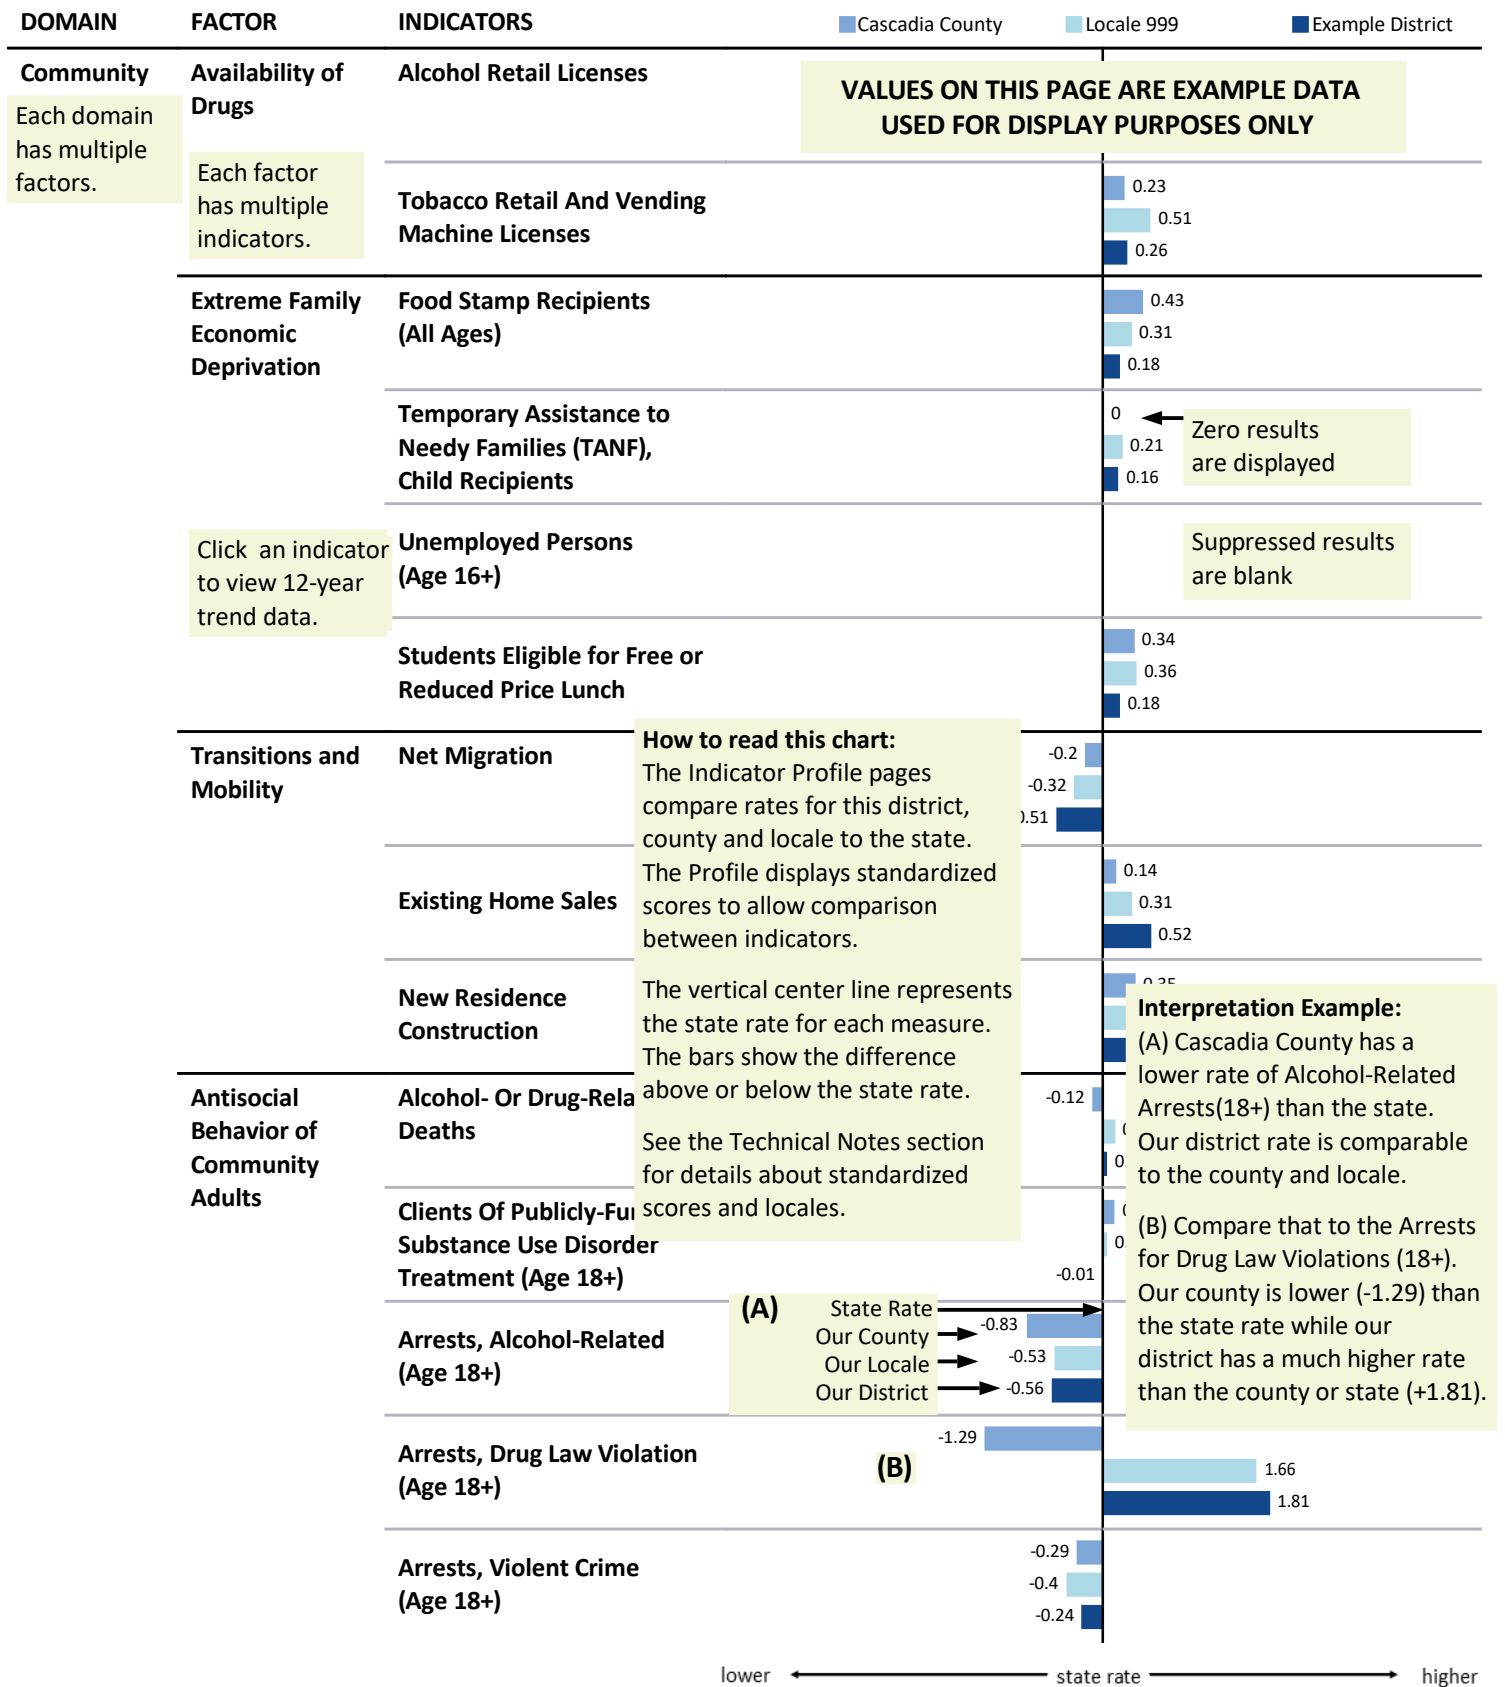 DOMAIN FACTOR INDICATORS Cascadia County Locale 999 Example District
Community
Each domain
has multiple
factors.
Availability of
Drugs
Each factor
has multiple
indicators.
Alcohol Retail Licenses
VALUES ON THIS PAGE ARE EXAMPLE DATA
USED FOR DISPLAY PURPOSES ONLY
Tobacco Retail And Vending
Machine Licenses
0.23
0.51
0.26
Extreme Family
Economic
Deprivation
Food Stamp Recipients
(All Ages)
0.43
0.31
0.18
Temporary Assistance to
Needy Families (TANF),
Child Recipients
0
0.21
0.16
Zero results
are displayed
Click an indicator
to view 12-year
trend data.
Unemployed Persons
(Age 16+)
Suppressed results
are blank
Students Eligible for Free or
Reduced Price Lunch
0.34
0.36
0.18
Transitions and
Mobility
Net Migration
-0.2
-0.32
.51
How to read this chart:
The Indicator Profile pages
compare rates for this district,
county and locale to the state.
The Profile displays standardized
scores to allow comparison
between indicators.
The vertical center line represents
the state rate for each measure.
The bars show the difference
above or below the state rate.
See the Technical Notes section
for details about standardized
scores and locales.
Existing Home Sales
0.14
0.31
0.52
New Residence
Construction
Interpretation Example:
(A) Cascadia County has a
lower rate of Alcohol-Related
Arrests(18+) than the state.
Our district rate is comparable
to the county and locale.
(B) Compare that to the Arrests
for Drug Law Violations (18+).
Our county is lower (-1.29) than
the state rate while our
district has a much higher rate
than the county or state (+1.81).
Antisocial
Behavior of
Community
Adults
Alcohol- Or Drug-Rela
Deaths
-0.12
Clients Of Publicly-Fu
Substance Use Disorder
Treatment (Age 18+)
-0.01
Arrests, Alcohol-Related
(Age 18+)
(A) State Rate
Our County -0.83
Our Locale -0.53
Our District -0.56
Arrests, Drug Law Violation
(Age 18+)
(B)
-1.29
1.66
1.81
Arrests, Violent Crime
(Age 18+)
-0.29
-0.4
-0.24
lower state rate higher